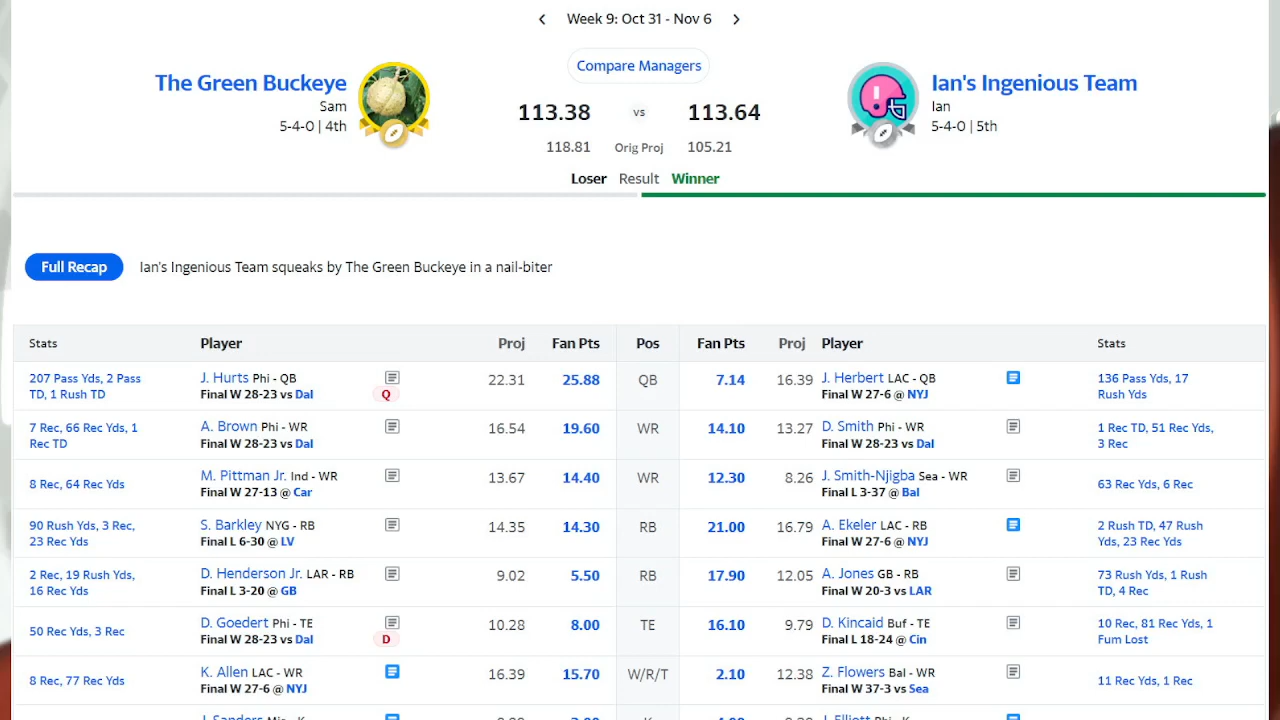 Week 9: Oct 31 - Nov 6
Compare Managers
The Green Buckeye
Sam
5-4-0 | 4th
113.38 vs 113.64
118.81 Orig Proj 105.21
Loser Result Winner
Ian's Ingenious Team
Ian
5-4-0 | 5th
Full Recap Ian's Ingenious Team squeaks by The Green Buckeye in a nail-biter
Stats Player Proj Fan Pts Pos Fan Pts Proj Player Stats
207 Pass Yds, 2 Pass J. Hurts Phi - QB 22.31 25.88 QB 7.14 16.39 J. Herbert LAC - QB 136 Pass Yds, 17
TD, 1 Rush TD Final W 28-23 vs Dal Q Final W 27-6 @ NYJ Rush Yds
7 Rec, 66 Rec Yds, 1 A. Brown Phi - WR 16.54 19.60 WR 14.10 13.27 D. Smith Phi - WR 1 Rec TD, 51 Rec Yds,
Rec TD Final W 28-23 vs Dal Final W 28-23 vs Dal 3 Rec
8 Rec, 64 Rec Yds M. Pittman Jr. Ind - WR 13.67 14.40 WR 12.30 8.26 J. Smith-Njigba Sea - WR 63 Rec Yds, 6 Rec
Final W 27-13 @ Car Final L 3-37 @ Bal
90 Rush Yds, 3 Rec, S. Barkley NYG - RB 14.35 14.30 RB 21.00 16.79 A. Ekeler LAC - RB 2 Rush TD, 47 Rush
23 Rec Yds Final L 6-30 @ LV Final W 27-6 @ NYJ Yds, 23 Rec Yds
2 Rec, 19 Rush Yds, D. Henderson Jr. LAR - RB 9.02 5.50 RB 17.90 12.05 A. Jones GB - RB 73 Rush Yds, 1 Rush
16 Rec Yds Final L 3-20 @ GB Final W 20-3 vs LAR TD, 4 Rec
50 Rec Yds, 3 Rec D. Goedert Phi - TE 10.28 8.00 TE 16.10 9.79 D. Kincaid Buf - TE 10 Rec, 81 Rec Yds, 1
Final W 28-23 vs Dal D Final L 18-24 @ Cin Fum Lost
8 Rec, 77 Rec Yds K. Allen LAC - WR 16.39 15.70 W/R/T 2.10 12.38 Z. Flowers Bal - WR 11 Rec Yds, 1 Rec
Final W 27-6 @ NYJ Final W 37-3 vs Sea